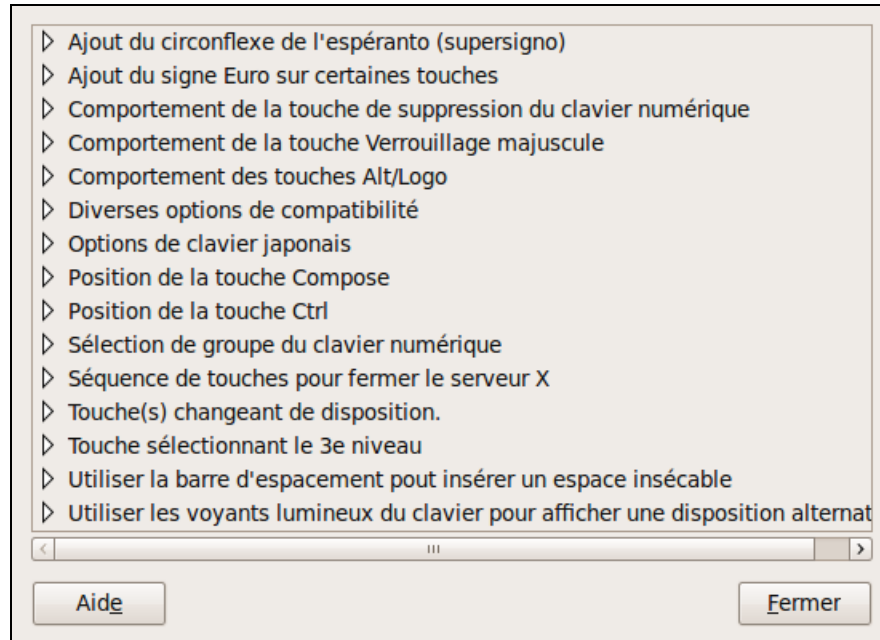 Ajout du circonflexe de l'espéranto (supersigno)
Ajout du signe Euro sur certaines touches
Comportement de la touche de suppression du clavier numérique
Comportement de la touche Verrouillage majuscule
Comportement des touches Alt/Logo
Diverses options de compatibilité
Options de clavier japonais
Position de la touche Compose
Position de la touche Ctrl
Sélection de groupe du clavier numérique
Séquence de touches pour fermer le serveur X
Touche(s) changeant de disposition.
Touche sélectionnant le 3e niveau
Utiliser la barre d'espacement pout insérer un espace insécable
Utiliser les voyants lumineux du clavier pour afficher une disposition alternat
Aide
Fermer